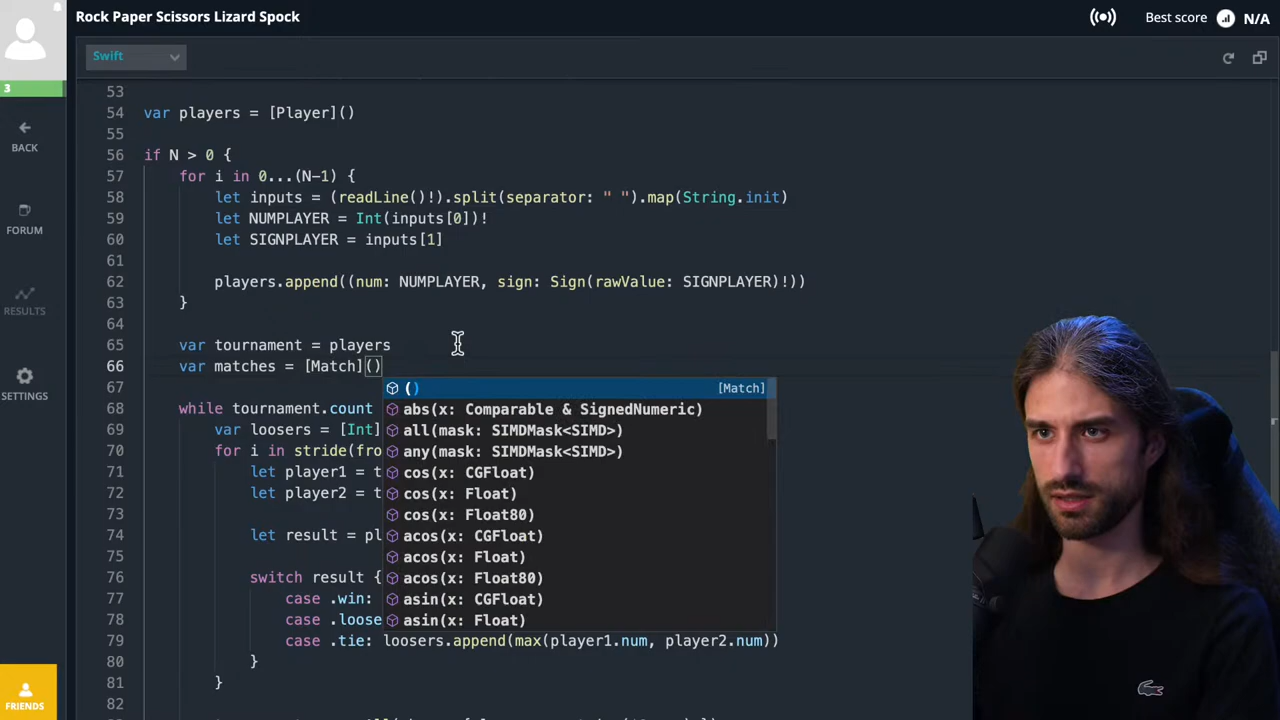 Rock Paper Scissors Lizard Spock
Best score N/A
Swift
3
BACK
FORUM
RESULTS
SETTINGS
FRIENDS
53
54 var players = [Player]()
55
56 if N > 0 {
57 for i in 0...(N-1) {
58 let inputs = (readLine()!).split(separator: " ").map(String.init)
59 let NUMPLAYER = Int(inputs[0])!
60 let SIGNPLAYER = inputs[1]
61
62 players.append((num: NUMPLAYER, sign: Sign(rawValue: SIGNPLAYER)!))
63 }
64
65 var tournament = players
66 var matches = [Match]()
67
68 while tournament.count
69 var loosers = [Int]
70 for i in stride(fro
71 let player1 = t
72 let player2 = t
73
74 let result = pl
75
76 switch result {
77 case .win:
78 case .loose
79 case .tie: loosers.append(max(player1.num, player2.num))
80 }
81 }
82
() [Match]
abs(x: Comparable & SignedNumeric)
all(mask: SIMDMask<SIMD>)
any(mask: SIMDMask<SIMD>)
cos(x: CGFloat)
cos(x: Float)
cos(x: Float80)
acos(x: CGFloat)
acos(x: Float)
acos(x: Float80)
asin(x: CGFloat)
asin(x: Float)